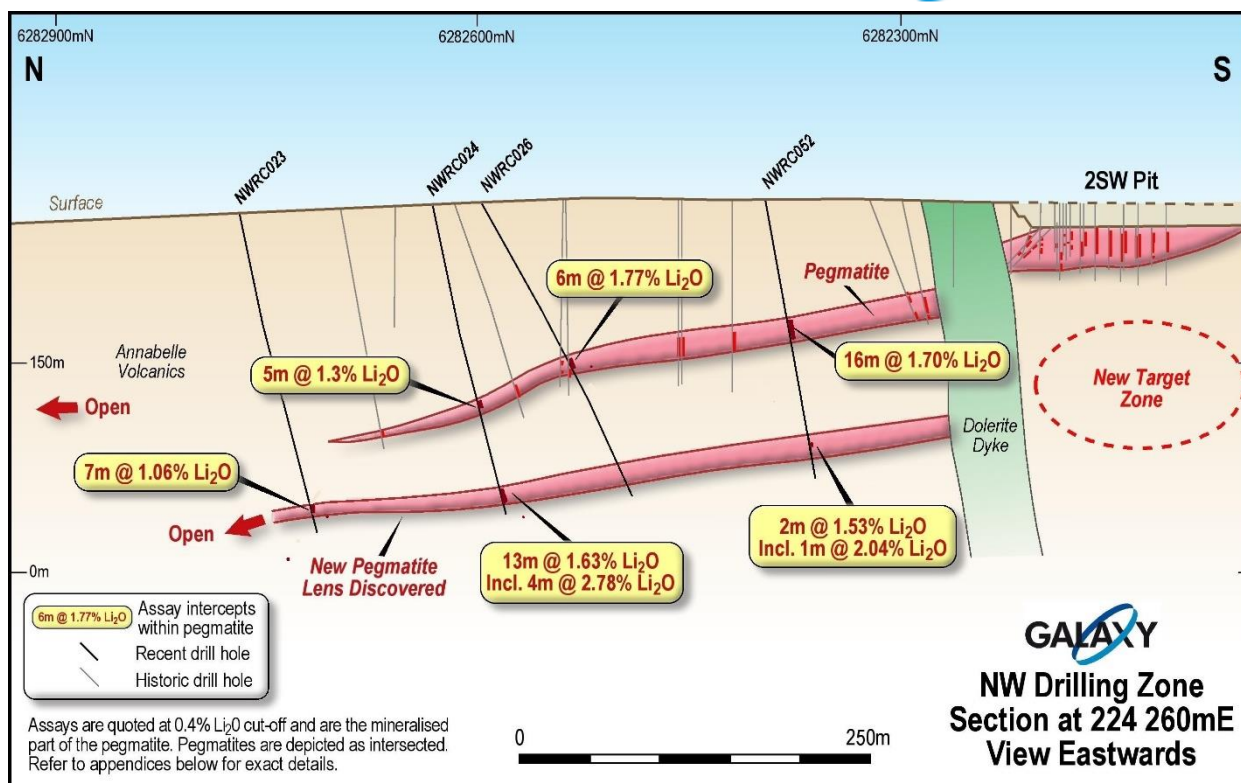 6282900mN
6282600mN
6282300mN
N
S
NWRC023
NWRC024
NWRC026
NWRC052
2SW Pit
Surface
6m @ 1.77% Li₂O
Pegmatite
150m
Annabelle
Volcanics
5m @ 1.3% Li₂O
16m @ 1.70% Li₂O
New Target
Zone
Open
Dolerite
Dyke
7m @ 1.06% Li₂O
Open
New Pegmatite
Lens Discovered
13m @ 1.63% Li₂O
Incl. 4m @ 2.78% Li₂O
2m @ 1.53% Li₂O
Incl. 1m @ 2.04% Li₂O
0m
6m @ 1.77% Li₂O
Assay intercepts
within pegmatite
Recent drill hole
Historic drill hole
Assays are quoted at 0.4% Li₂0 cut-off and are the mineralised
part of the pegmatite. Pegmatites are depicted as intersected.
Refer to appendices below for exact details.
0
250m
GALAXY
NW Drilling Zone
Section at 224 260mE
View Eastwards